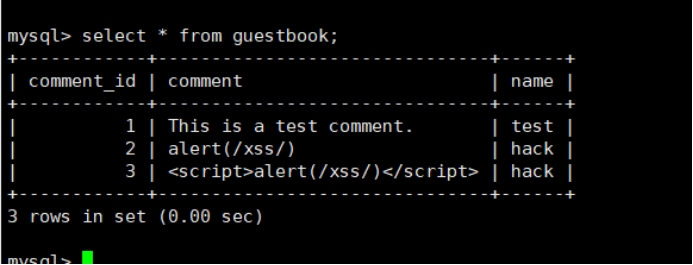 mysql> select * from guestbook;
+------------+-------------------------------+------+
| comment_id | comment                       | name |
+------------+-------------------------------+------+
|          1 | This is a test comment.       | test |
|          2 | alert(/xss/)                  | hack |
|          3 | <script>alert(/xss/)</script> | hack |
+------------+-------------------------------+------+
3 rows in set (0.00 sec)
mysql>